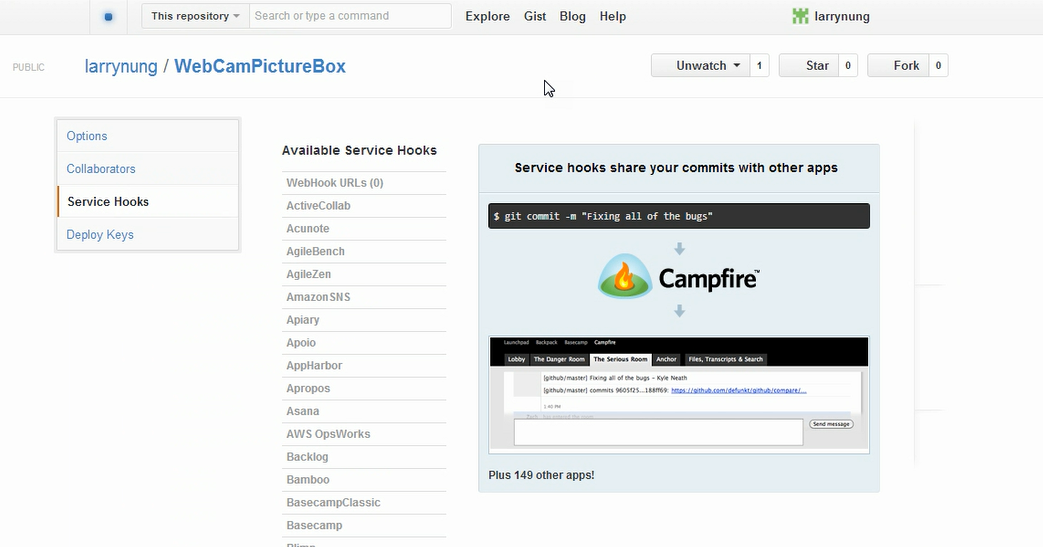 This repository Search or type a command Explore Gist Blog Help larrynung
PUBLIC larrynung / WebCamPictureBox Unwatch 1 Star 0 Fork 0
Options
Collaborators
Service Hooks
Deploy Keys
Available Service Hooks
WebHook URLs (0)
ActiveCollab
Acunote
AgileBench
AgileZen
AmazonSNS
Apiary
Apoio
AppHarbor
Apropos
Asana
AWS OpsWorks
Backlog
Bamboo
BasecampClassic
Basecamp
Service hooks share your commits with other apps
$ git commit -m "Fixing all of the bugs"
Campfire™
Launchpad Backpack Basecamp Campfire
Lobby The Danger Room The Serious Room Anchor Files, Transcripts & Search
[github/master] Fixing all of the bugs - Kyle Neath
[github/master] commits 9605f25...188ff69: https://github.com/defunkt/github/compare/...
1:40 PM
Send message
Plus 149 other apps!